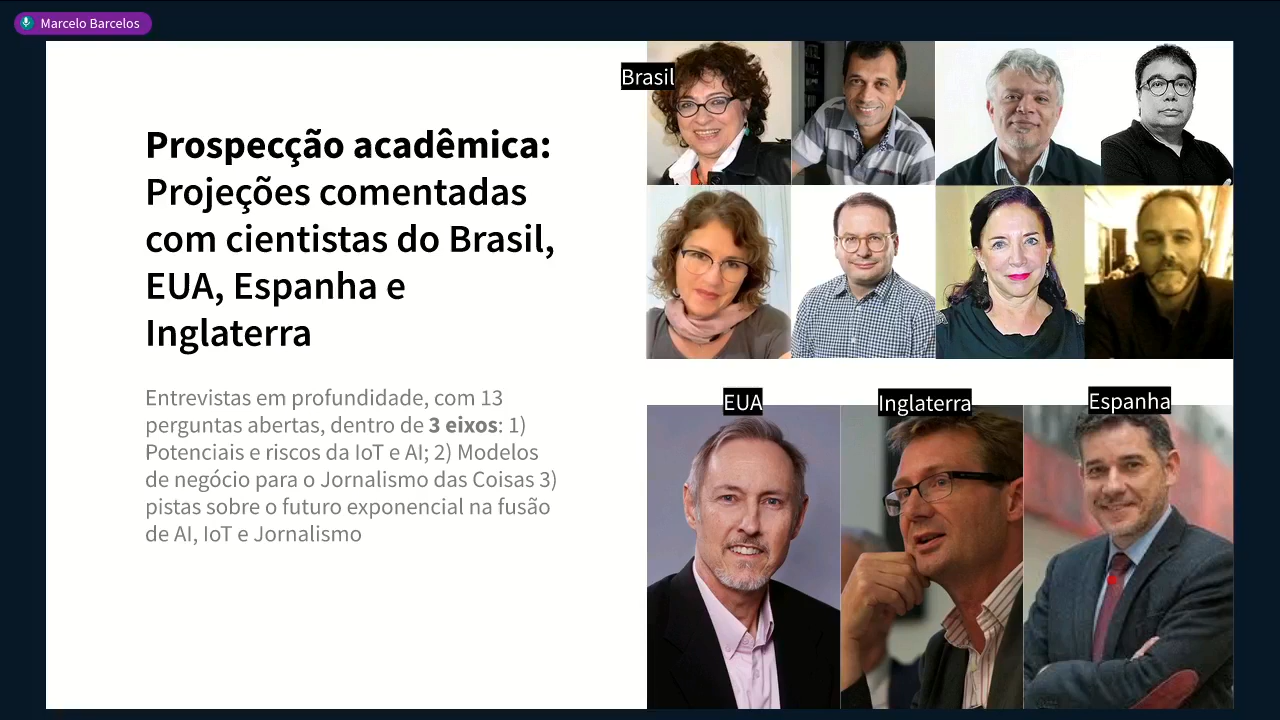 Marcelo Barcelos
Brasil
Prospecção acadêmica:
Projeções comentadas
com cientistas do Brasil,
EUA, Espanha e
Inglaterra
Entrevistas em profundidade, com 13
perguntas abertas, dentro de 3 eixos: 1)
Potenciais e riscos da IoT e AI; 2) Modelos
de negócio para o Jornalismo das Coisas 3)
pistas sobre o futuro exponencial na fusão
de AI, IoT e Jornalismo
EUA
Inglaterra
Espanha